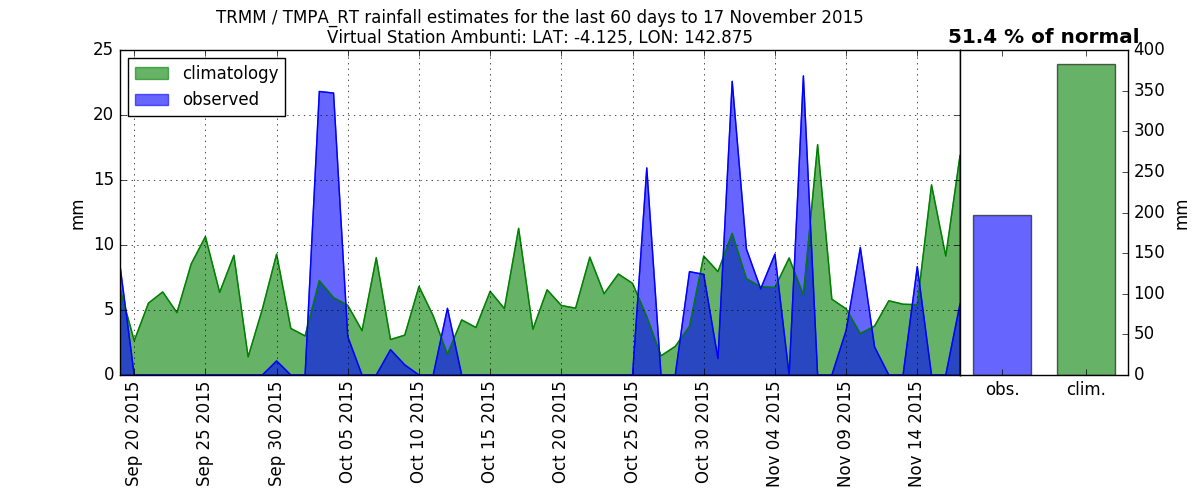 TRMM / TMPA_RT rainfall estimates for the last 60 days to 17 November 2015
Virtual Station Ambunti: LAT: -4.125, LON: 142.875
51.4 % of normal
climatology
observed
25
20
15
10
5
0
mm
Sep 20 2015
Sep 25 2015
Sep 30 2015
Oct 05 2015
Oct 10 2015
Oct 15 2015
Oct 20 2015
Oct 25 2015
Oct 30 2015
Nov 04 2015
Nov 09 2015
Nov 14 2015
400
350
300
250
200
150
100
50
0
mm
obs.
clim.